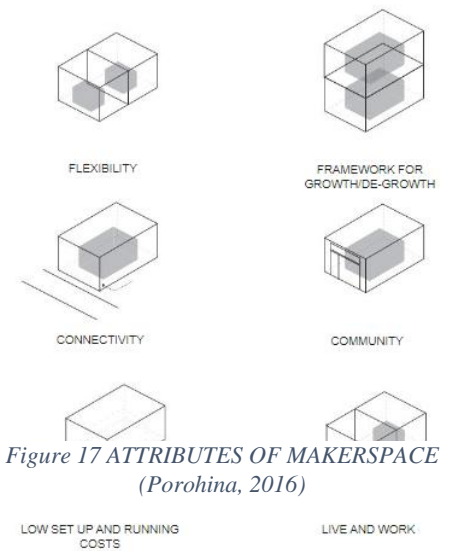 FLEXIBILITY
FRAMEWORK FOR
GROWTH/DE-GROWTH
CONNECTIVITY
COMMUNITY
Figure 17 ATTRIBUTES OF MAKERSPACE
(Porohina, 2016)
LOW SET UP AND RUNNING
COSTS
LIVE AND WORK